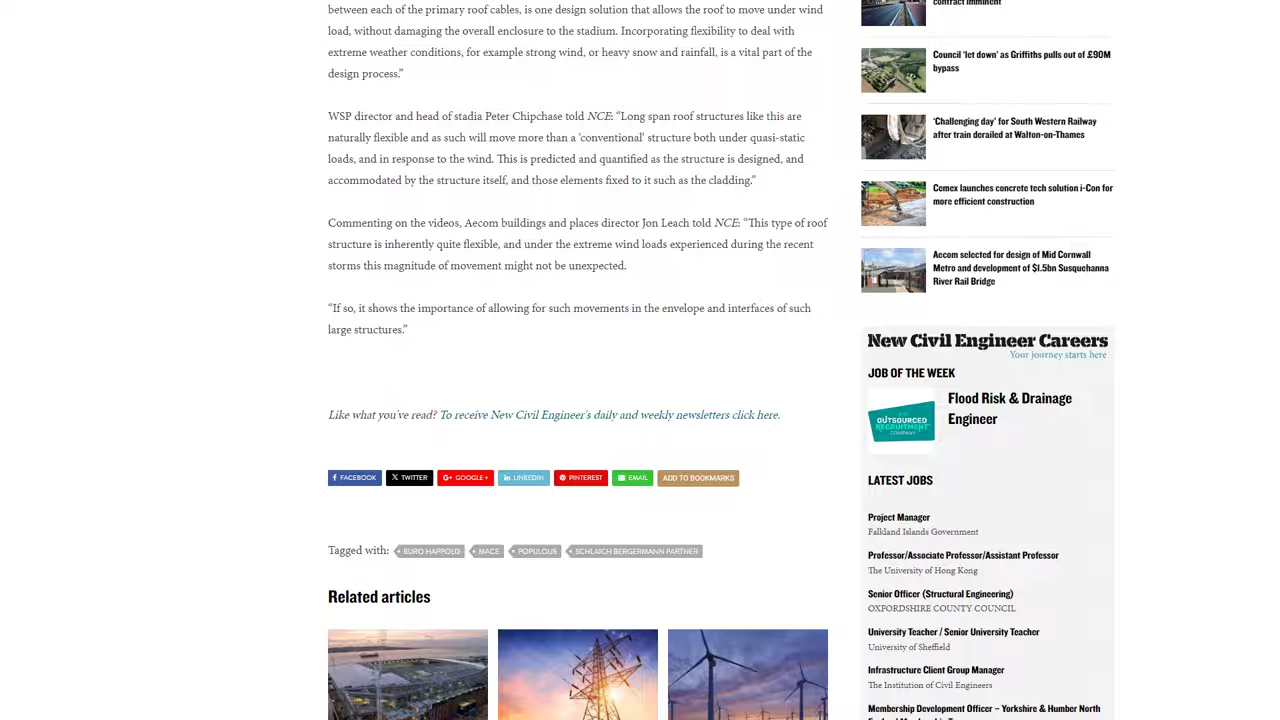 between each of the primary roof cables, is one design solution that allows the roof to move under wind
load, without damaging the overall enclosure to the stadium. Incorporating flexibility to deal with
extreme weather conditions, for example strong wind, or heavy snow and rainfall, is a vital part of the
design process.”
WSP director and head of stadia Peter Chipchase told NCE: “Long span roof structures like this are
naturally flexible and as such will move more than a ‘conventional’ structure both under quasi-static
loads, and in response to the wind. This is predicted and quantified as the structure is designed, and
accommodated by the structure itself, and those elements fixed to it such as the cladding.”
Commenting on the videos, Aecom buildings and places director Jon Leach told NCE: “This type of roof
structure is inherently quite flexible, and under the extreme wind loads experienced during the recent
storms this magnitude of movement might not be unexpected.
“If so, it shows the importance of allowing for such movements in the envelope and interfaces of such
large structures.”
Like what you've read? To receive New Civil Engineer's daily and weekly newsletters click here.
FACEBOOK
TWITTER
GOOGLE+
LINKEDIN
PINTEREST
EMAIL
ADD TO BOOKMARKS
Tagged with:
BURO HAPPOLD
MACE
POPULOUS
SCHLAICH BERGERMANN PARTNER
Related articles
contract imminent
Council ‘let down’ as Griffiths pulls out of £90M
bypass
‘Challenging day’ for South Western Railway
after train derailed at Walton-on-Thames
Cemex launches concrete tech solution i-Con for
more efficient construction
Aecom selected for design of Mid Cornwall
Metro and development of $1.5bn Susquehanna
River Rail Bridge
New Civil Engineer Careers
Your journey starts here
JOB OF THE WEEK
THE
OUTSOURCED
RECRUITMENT
COMPANY
Flood Risk & Drainage
Engineer
LATEST JOBS
Project Manager
Falkland Islands Government
Professor/Associate Professor/Assistant Professor
The University of Hong Kong
Senior Officer (Structural Engineering)
OXFORDSHIRE COUNTY COUNCIL
University Teacher / Senior University Teacher
University of Sheffield
Infrastructure Client Group Manager
The Institution of Civil Engineers
Membership Development Officer – Yorkshire & Humber North